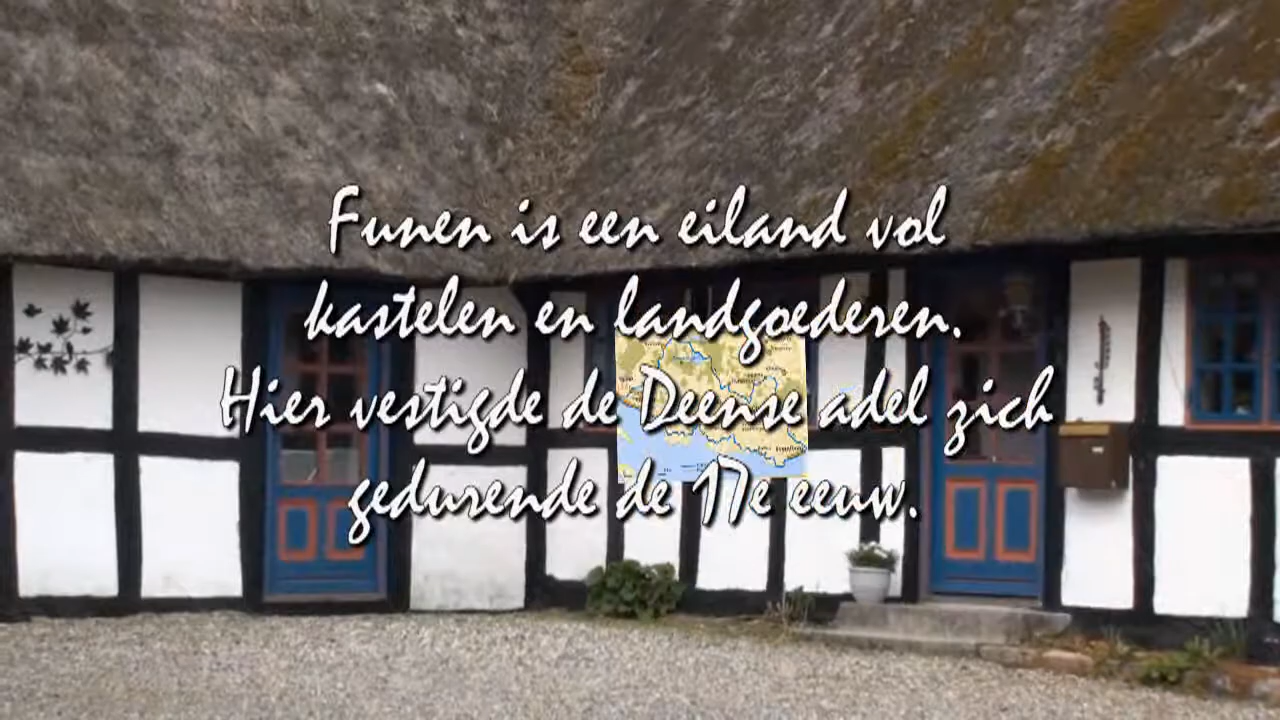 Funen is een eiland vol
kastelen en landgoederen.
Hier vestigde de Deense adel zich
gedurende de 17e eeuw.